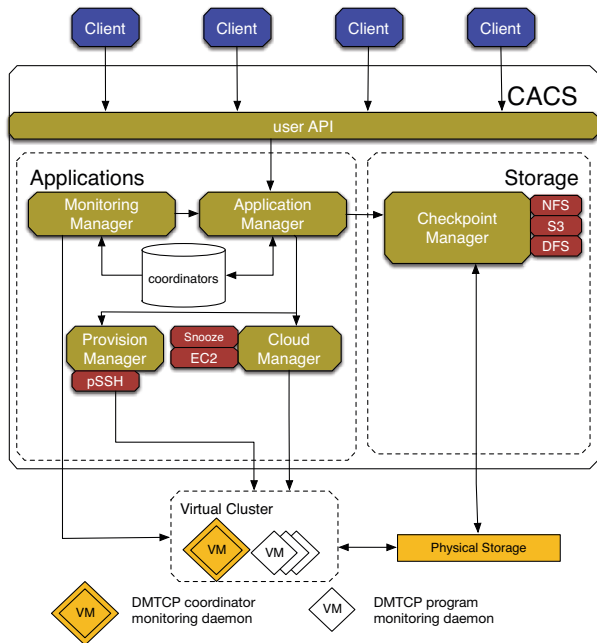 Client Client Client Client
CACS
user API
Applications
Storage
Monitoring
Manager
Application
Manager
Checkpoint
Manager
NFS
S3
DFS
coordinators
Provision
Manager
pSSH
Snooze
EC2
Cloud
Manager
Virtual Cluster
VM
VM
Physical Storage
VM
DMTCP coordinator
monitoring daemon
VM
DMTCP program
monitoring daemon